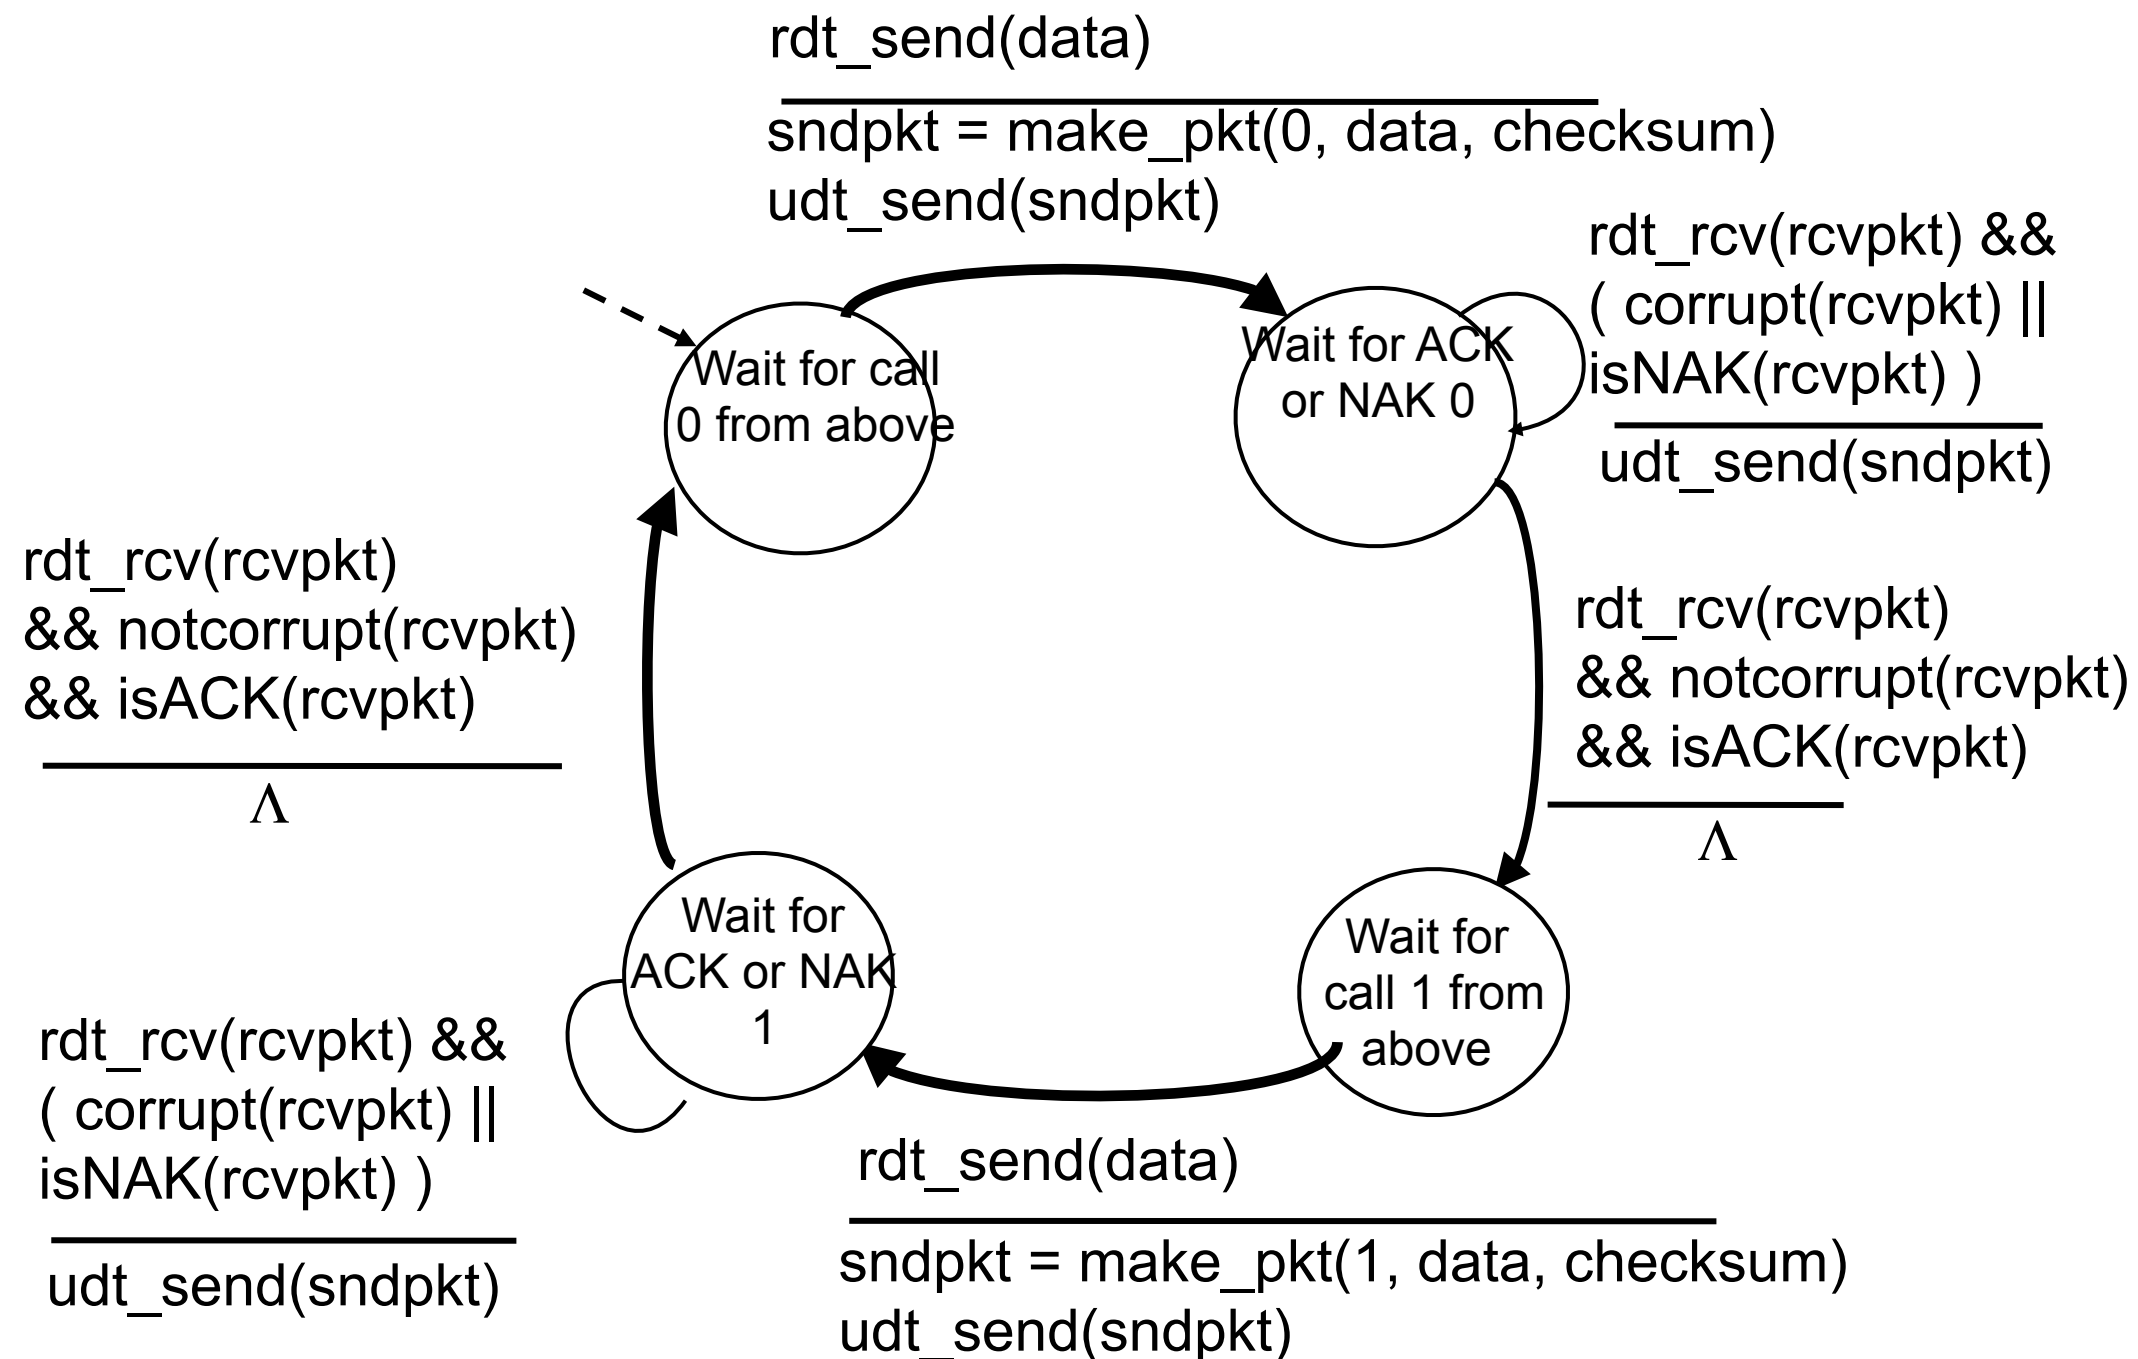 rdt_send(data)
sndpkt = make_pkt(0, data, checksum)
udt_send(sndpkt)
rdt_rcv(rcvpkt) &&
( corrupt(rcvpkt) ||
isNAK(rcvpkt) )
udt_send(sndpkt)
Wait for call
0 from above
Wait for ACK
or NAK 0
rdt_rcv(rcvpkt)
&& notcorrupt(rcvpkt)
&& isACK(rcvpkt)
Λ
rdt_rcv(rcvpkt)
&& notcorrupt(rcvpkt)
&& isACK(rcvpkt)
Λ
Wait for
ACK or NAK
1
Wait for
call 1 from
above
rdt_rcv(rcvpkt) &&
( corrupt(rcvpkt) ||
isNAK(rcvpkt) )
udt_send(sndpkt)
rdt_send(data)
sndpkt = make_pkt(1, data, checksum)
udt_send(sndpkt)